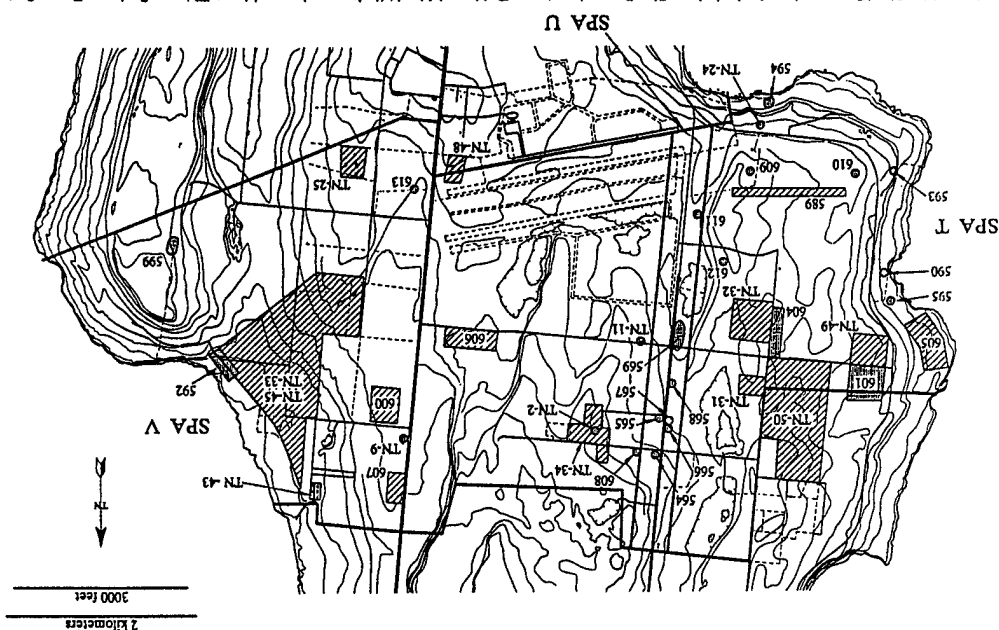 2 kilometers
3000 feet
TN
564
TN-43
608
566
TN-34
607
TN-9
SPA V
568
TN-50
565
567
TN-2
600
TN-45
592
TN-33
601
TN-31
569
605
606
TN-49
TN-11
604
595
TN-32
590
612
599
SPA T
611
593
589
613
610
609
TN-25
TN-48
594
TN-24
SPA U